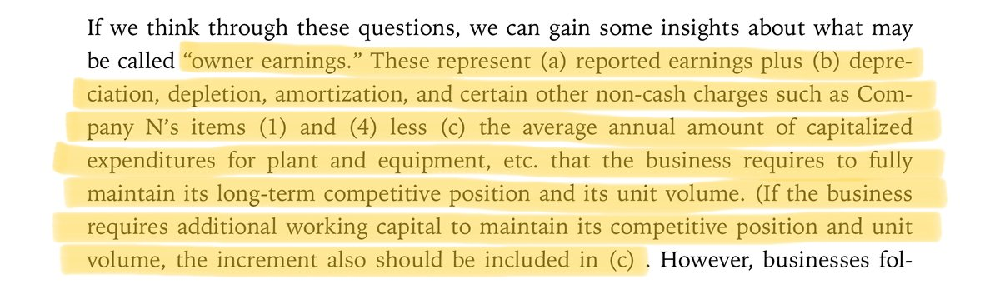 If we think through these questions, we can gain some insights about what may
be called “owner earnings.” These represent (a) reported earnings plus (b) depre-
ciation, depletion, amortization, and certain other non-cash charges such as Com-
pany N’s items (1) and (4) less (c) the average annual amount of capitalized
expenditures for plant and equipment, etc. that the business requires to fully
maintain its long-term competitive position and its unit volume. (If the business
requires additional working capital to maintain its competitive position and unit
volume, the increment also should be included in (c) . However, businesses fol-